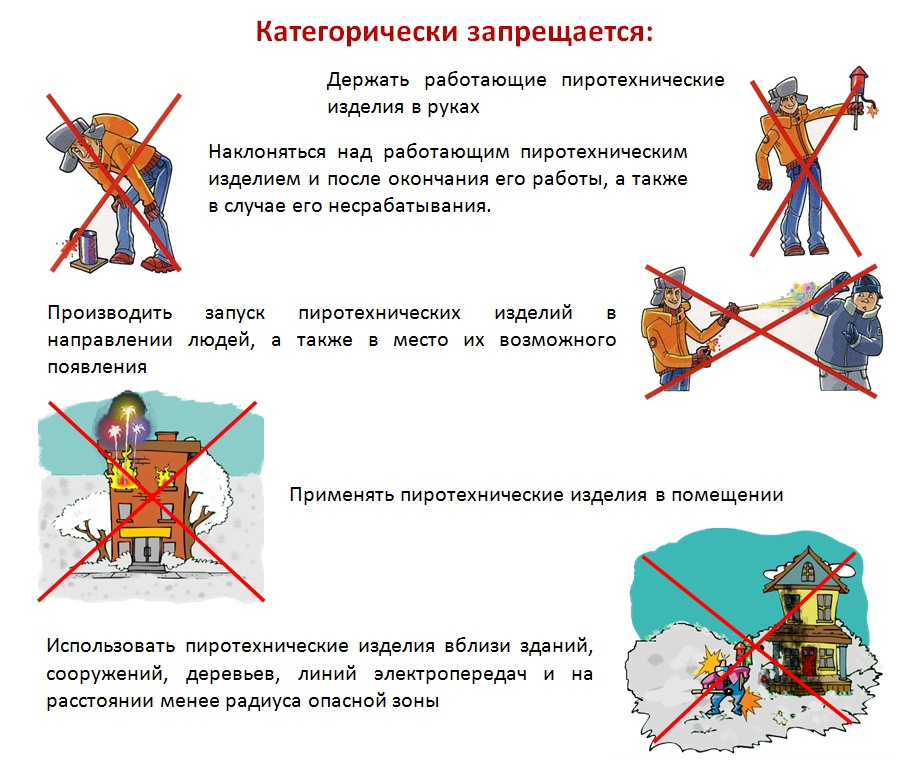 Категорически запрещается:
Держать работающие пиротехнические
изделия в руках
Наклоняться над работающим пиротехническим
изделием и после окончания его работы, а также
в случае его несрабатывания.
Производить запуск пиротехнических изделий в
направлении людей, а также в место их возможного
появления
Применять пиротехнические изделия в помещении
Использовать пиротехнические изделия вблизи зданий,
сооружений, деревьев, линий электропередач и на
расстоянии менее радиуса опасной зоны